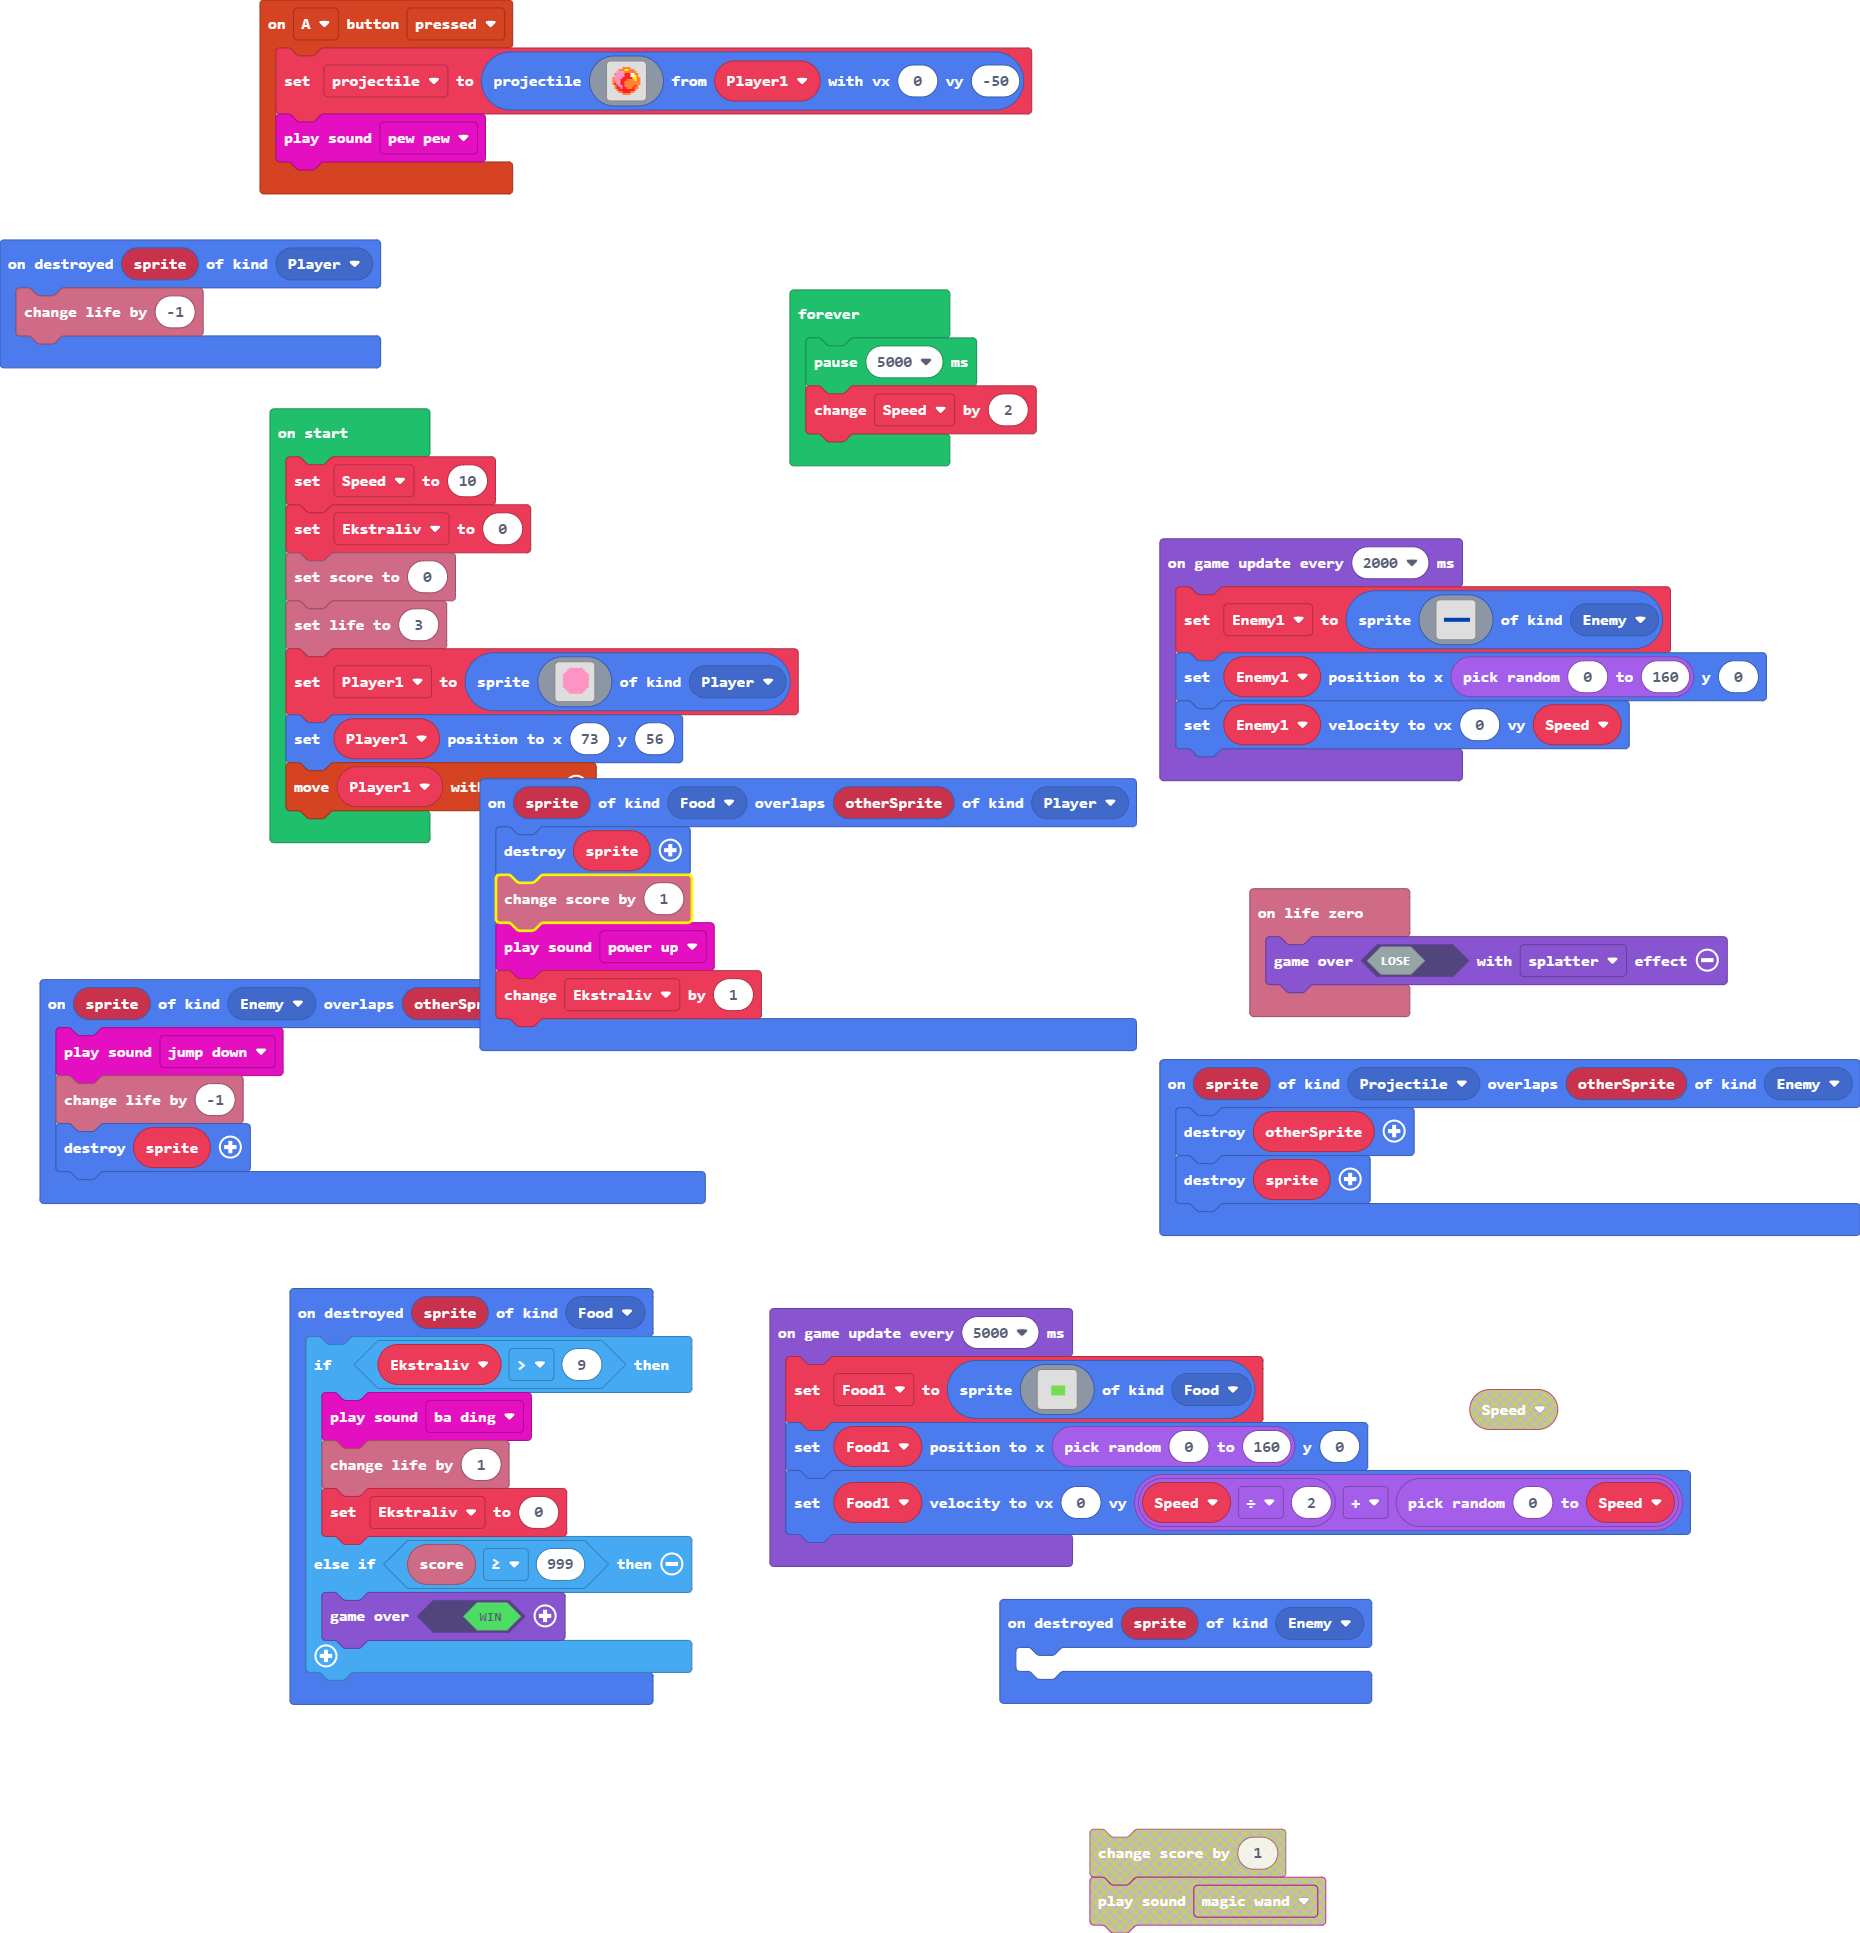 on A button pressed
set projectile to projectile from Player1 with vx 0 vy -50
play sound pew pew
on destroyed sprite of kind Player
change life by -1
forever
pause 5000 ms
change Speed by 2
on start
set Speed to 10
set Ekstraliv to 0
set score to 0
set life to 3
set Player1 to sprite of kind Player
set Player1 position to x 73 y 56
move Player1
on game update every 2000 ms
set Enemy1 to sprite of kind Enemy
set Enemy1 position to x pick random 0 to 160 y 0
set Enemy1 velocity to vx 0 vy Speed
on sprite of kind Food overlaps otherSprite of kind Player
destroy sprite
change score by 1
play sound power up
change Ekstraliv by 1
on life zero
game over LOSE with splatter effect
on sprite of kind Enemy overlaps
play sound jump down
change life by -1
destroy sprite
on sprite of kind Projectile overlaps otherSprite of kind Enemy
destroy otherSprite
destroy sprite
on destroyed sprite of kind Food
if Ekstraliv > 9 then
play sound ba ding
change life by 1
set Ekstraliv to 0
else if score ≥ 999 then
game over WIN
on game update every 5000 ms
set Food1 to sprite of kind Food
set Food1 position to x pick random 0 to 160 y 0
set Food1 velocity to vx 0 vy Speed ÷ 2 + pick random 0 to Speed
Speed
on destroyed sprite of kind Enemy
change score by 1
play sound magic wand